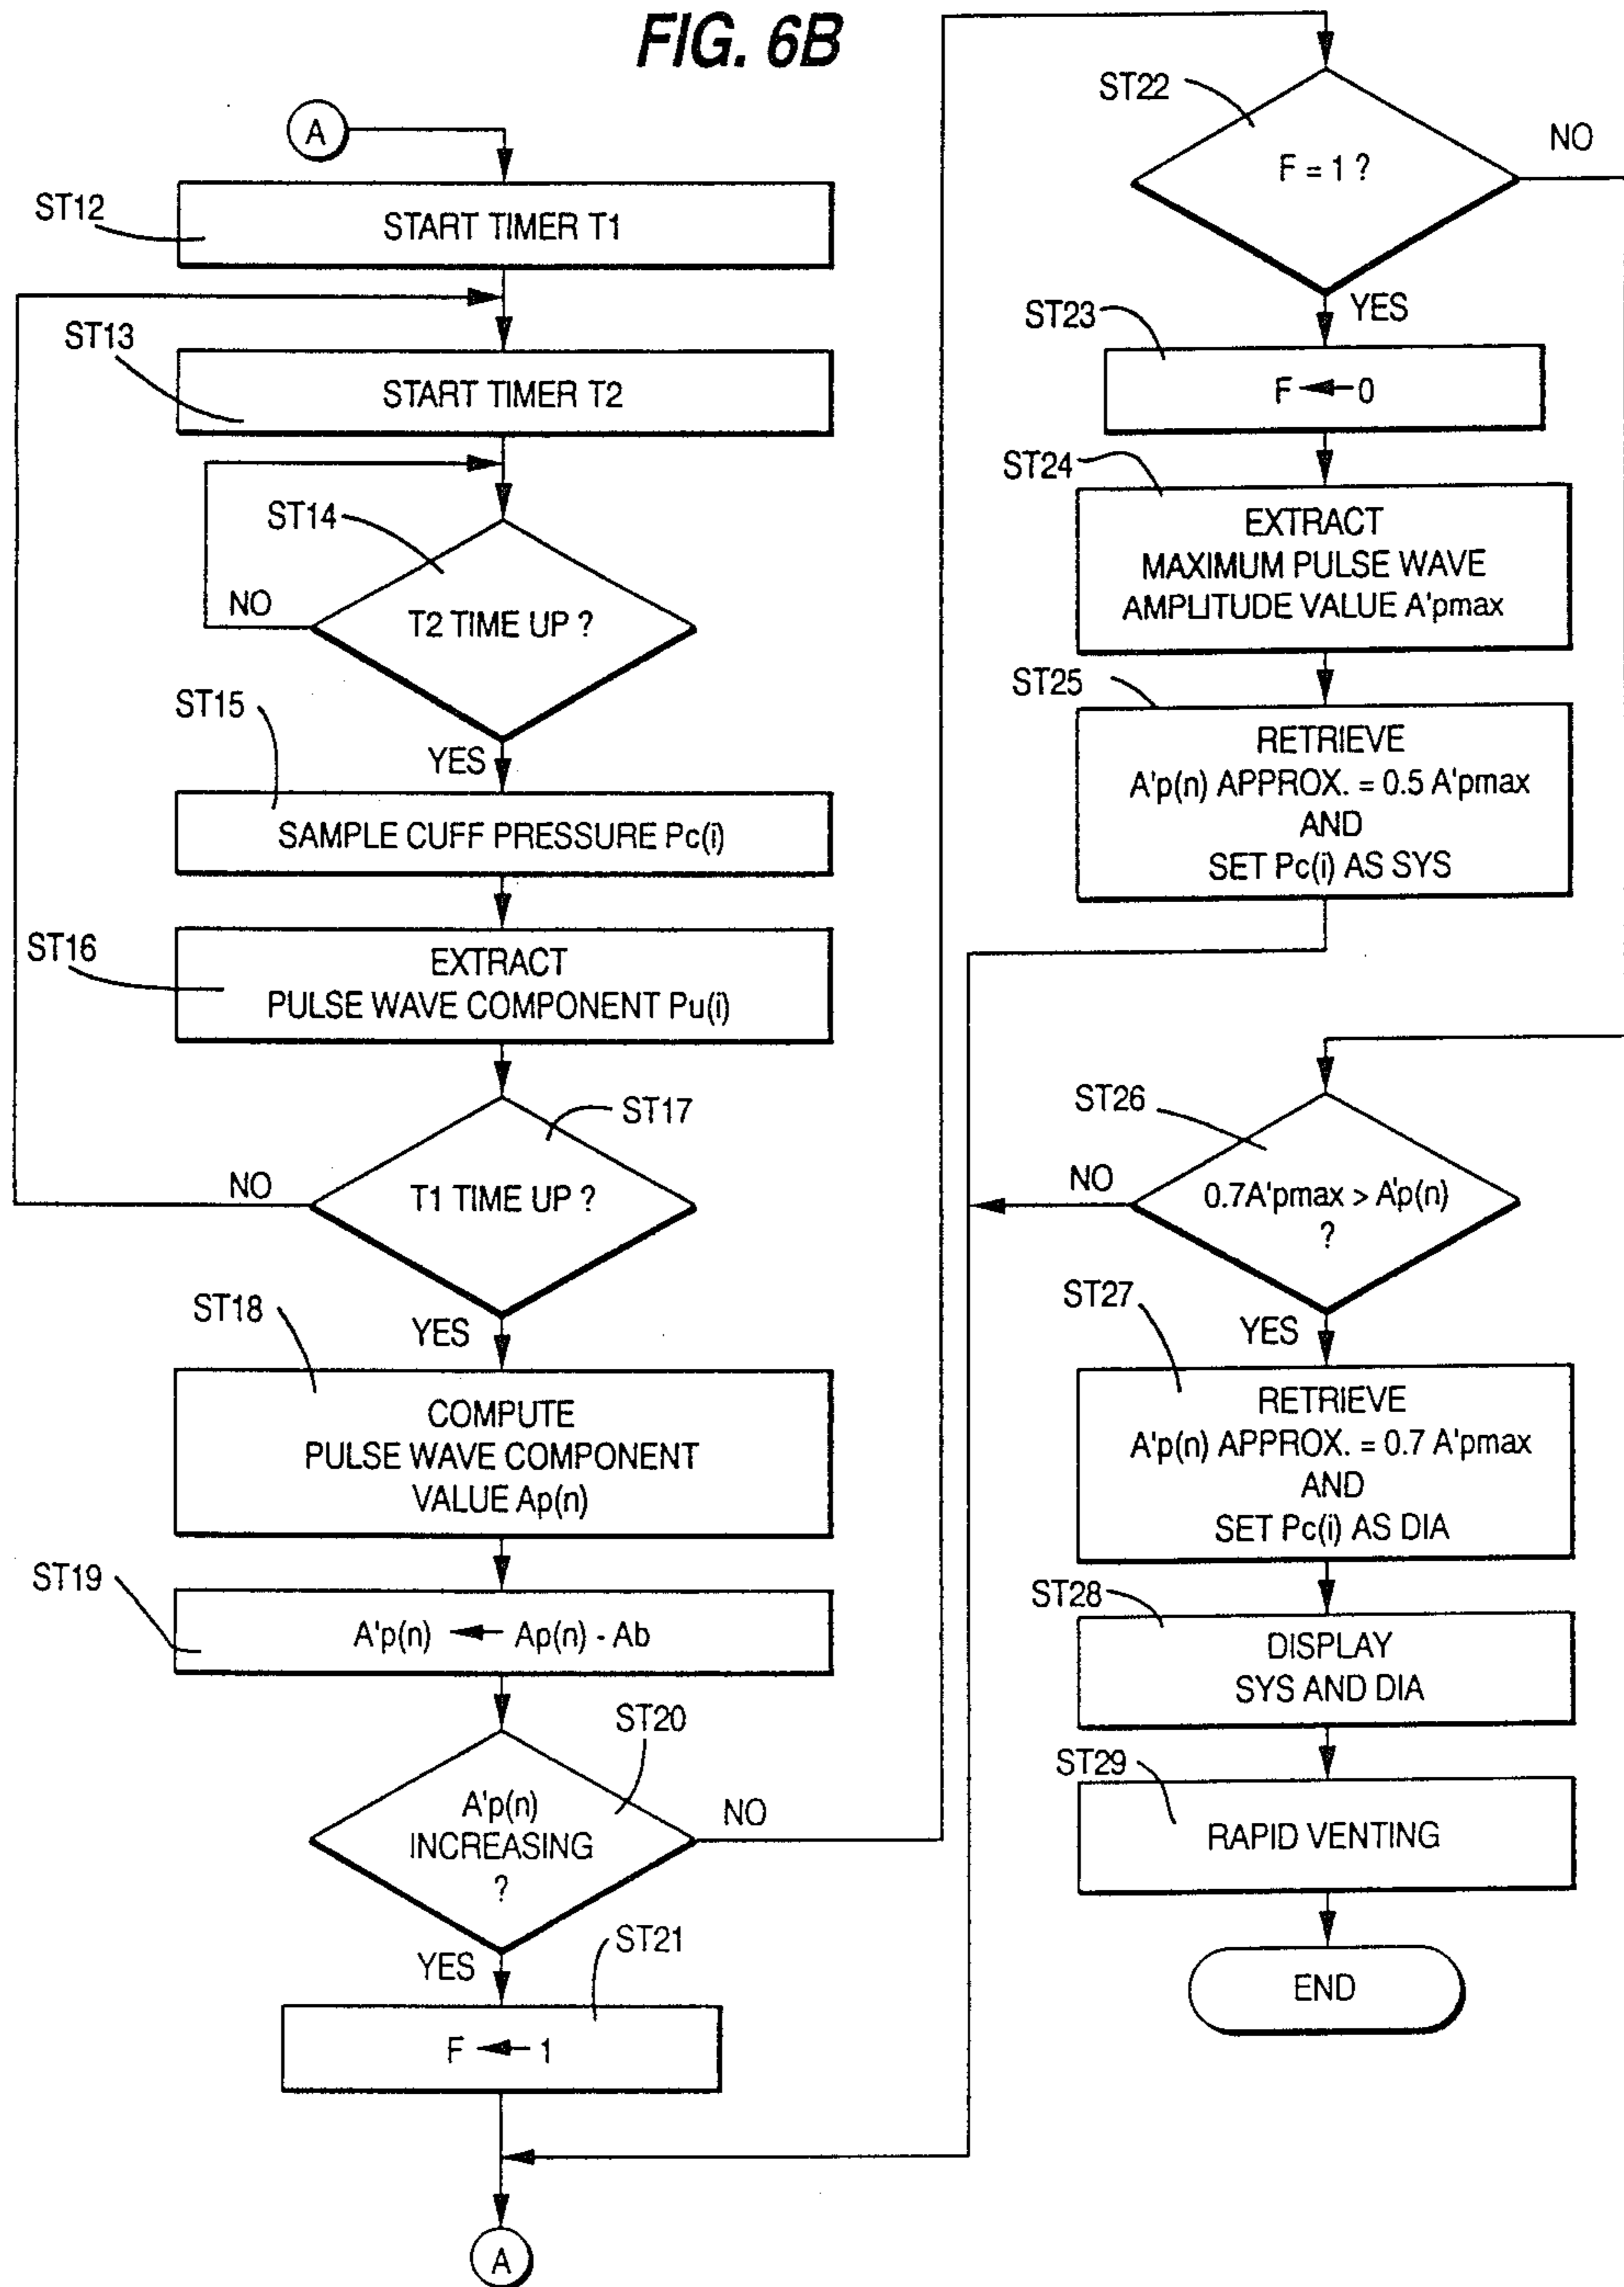 FIG. 6B
A
ST12
START TIMER T1
ST13
START TIMER T2
ST14
NO
T2 TIME UP ?
YES
ST15
SAMPLE CUFF PRESSURE Pc(i)
ST16
EXTRACT
PULSE WAVE COMPONENT Pu(i)
ST17
NO
T1 TIME UP ?
YES
ST18
COMPUTE
PULSE WAVE COMPONENT
VALUE Ap(n)
ST19
A'p(n) ← Ap(n) - Ab
ST20
A'p(n)
INCREASING
?
NO
YES
ST21
F ← 1
A
ST22
F = 1 ?
NO
YES
ST23
F ← 0
ST24
EXTRACT
MAXIMUM PULSE WAVE
AMPLITUDE VALUE A'pmax
ST25
RETRIEVE
A'p(n) APPROX. = 0.5 A'pmax
AND
SET Pc(i) AS SYS
ST26
NO
0.7A'pmax > A'p(n)
?
YES
ST27
RETRIEVE
A'p(n) APPROX. = 0.7 A'pmax
AND
SET Pc(i) AS DIA
ST28
DISPLAY
SYS AND DIA
ST29
RAPID VENTING
END